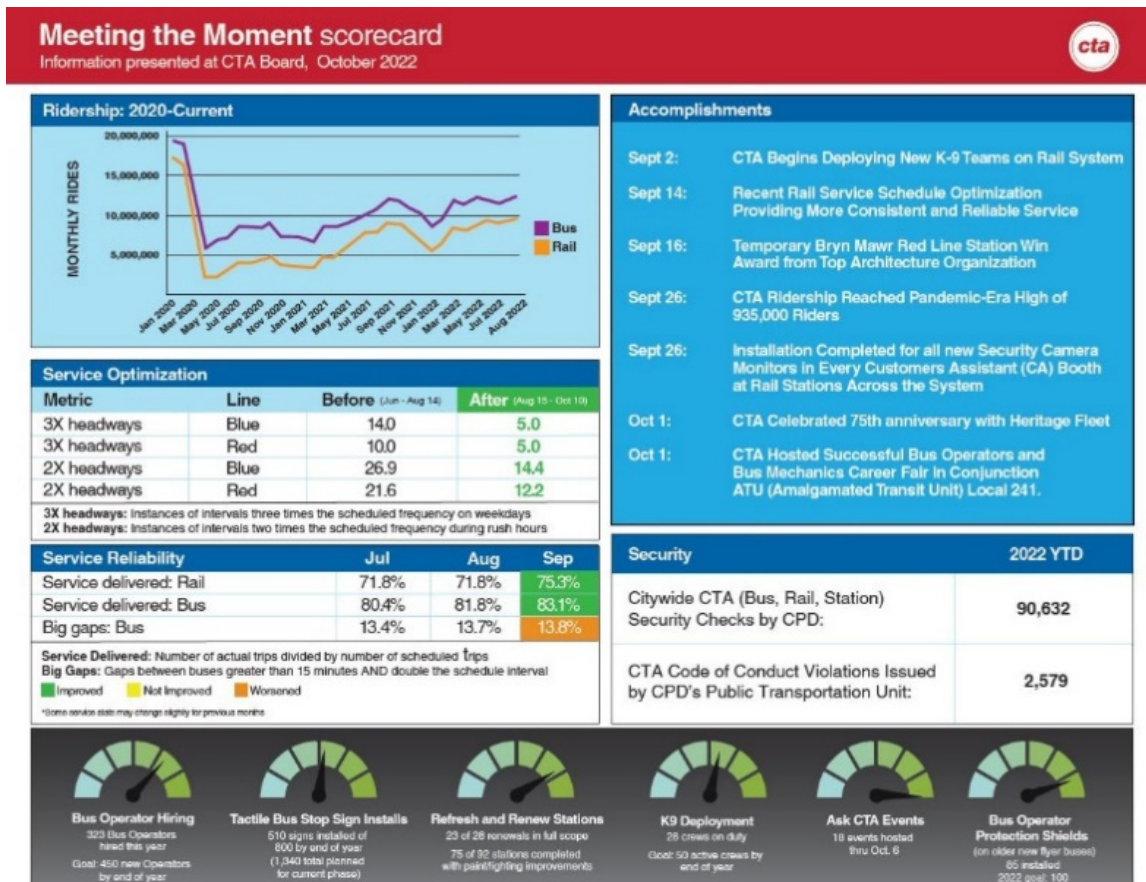 Meeting the Moment scorecard
Information presented at CTA Board, October 2022
cta
Ridership: 2020-Current
MONTHLY RIDES
20,000,000
15,000,000
10,000,000
5,000,000
Bus
Rail
Jan 2020
Mar 2020
May 2020
Jul 2020
Sep 2020
Nov 2020
Jan 2021
Mar 2021
May 2021
Jul 2021
Sep 2021
Nov 2021
Jan 2022
Mar 2022
May 2022
Jul 2022
Aug 2022
Service Optimization
Metric Line Before (Jun - Aug 14) After (Aug 15 - Oct 10)
3X headways Blue 14.0 5.0
3X headways Red 10.0 5.0
2X headways Blue 26.9 14.4
2X headways Red 21.6 12.2
3X headways: Instances of intervals three times the scheduled frequency on weekdays
2X headways: Instances of intervals two times the scheduled frequency during rush hours
Service Reliability Jul Aug Sep
Service delivered: Rail 71.8% 71.8% 75.3%
Service delivered: Bus 80.4% 81.8% 83.1%
Big gaps: Bus 13.4% 13.7% 13.8%
Service Delivered: Number of actual trips divided by number of scheduled trips
Big Gaps: Gaps between buses greater than 15 minutes AND double the schedule interval
Improved Not Improved Worsened
*Some service stats may change slightly for previous months
Accomplishments
Sept 2: CTA Begins Deploying New K-9 Teams on Rail System
Sept 14: Recent Rail Service Schedule Optimization
Providing More Consistent and Reliable Service
Sept 16: Temporary Bryn Mawr Red Line Station Win
Award from Top Architecture Organization
Sept 26: CTA Ridership Reached Pandemic-Era High of
935,000 Riders
Sept 26: Installation Completed for all new Security Camera
Monitors in Every Customers Assistant (CA) Booth
at Rail Stations Across the System
Oct 1: CTA Celebrated 75th anniversary with Heritage Fleet
Oct 1: CTA Hosted Successful Bus Operators and
Bus Mechanics Career Fair in Conjunction
ATU (Amalgamated Transit Unit) Local 241.
Security 2022 YTD
Citywide CTA (Bus, Rail, Station)
Security Checks by CPD: 90,632
CTA Code of Conduct Violations Issued
by CPD's Public Transportation Unit: 2,579
Bus Operator Hiring
323 Bus Operators
hired this year
Goal: 450 new Operators
by end of year
Tactile Bus Stop Sign Installs
510 signs installed of
800 by end of year
(1,340 total planned
for current phase)
Refresh and Renew Stations
23 of 28 renewals in full scope
75 of 92 stations completed
with paint/lighting improvements
K9 Deployment
28 crews on duty
Goal: 50 active crews by
end of year
Ask CTA Events
18 events hosted
thru Oct. 6
Bus Operator
Protection Shields
(on older new flyer buses)
85 installed
2022 goal: 100